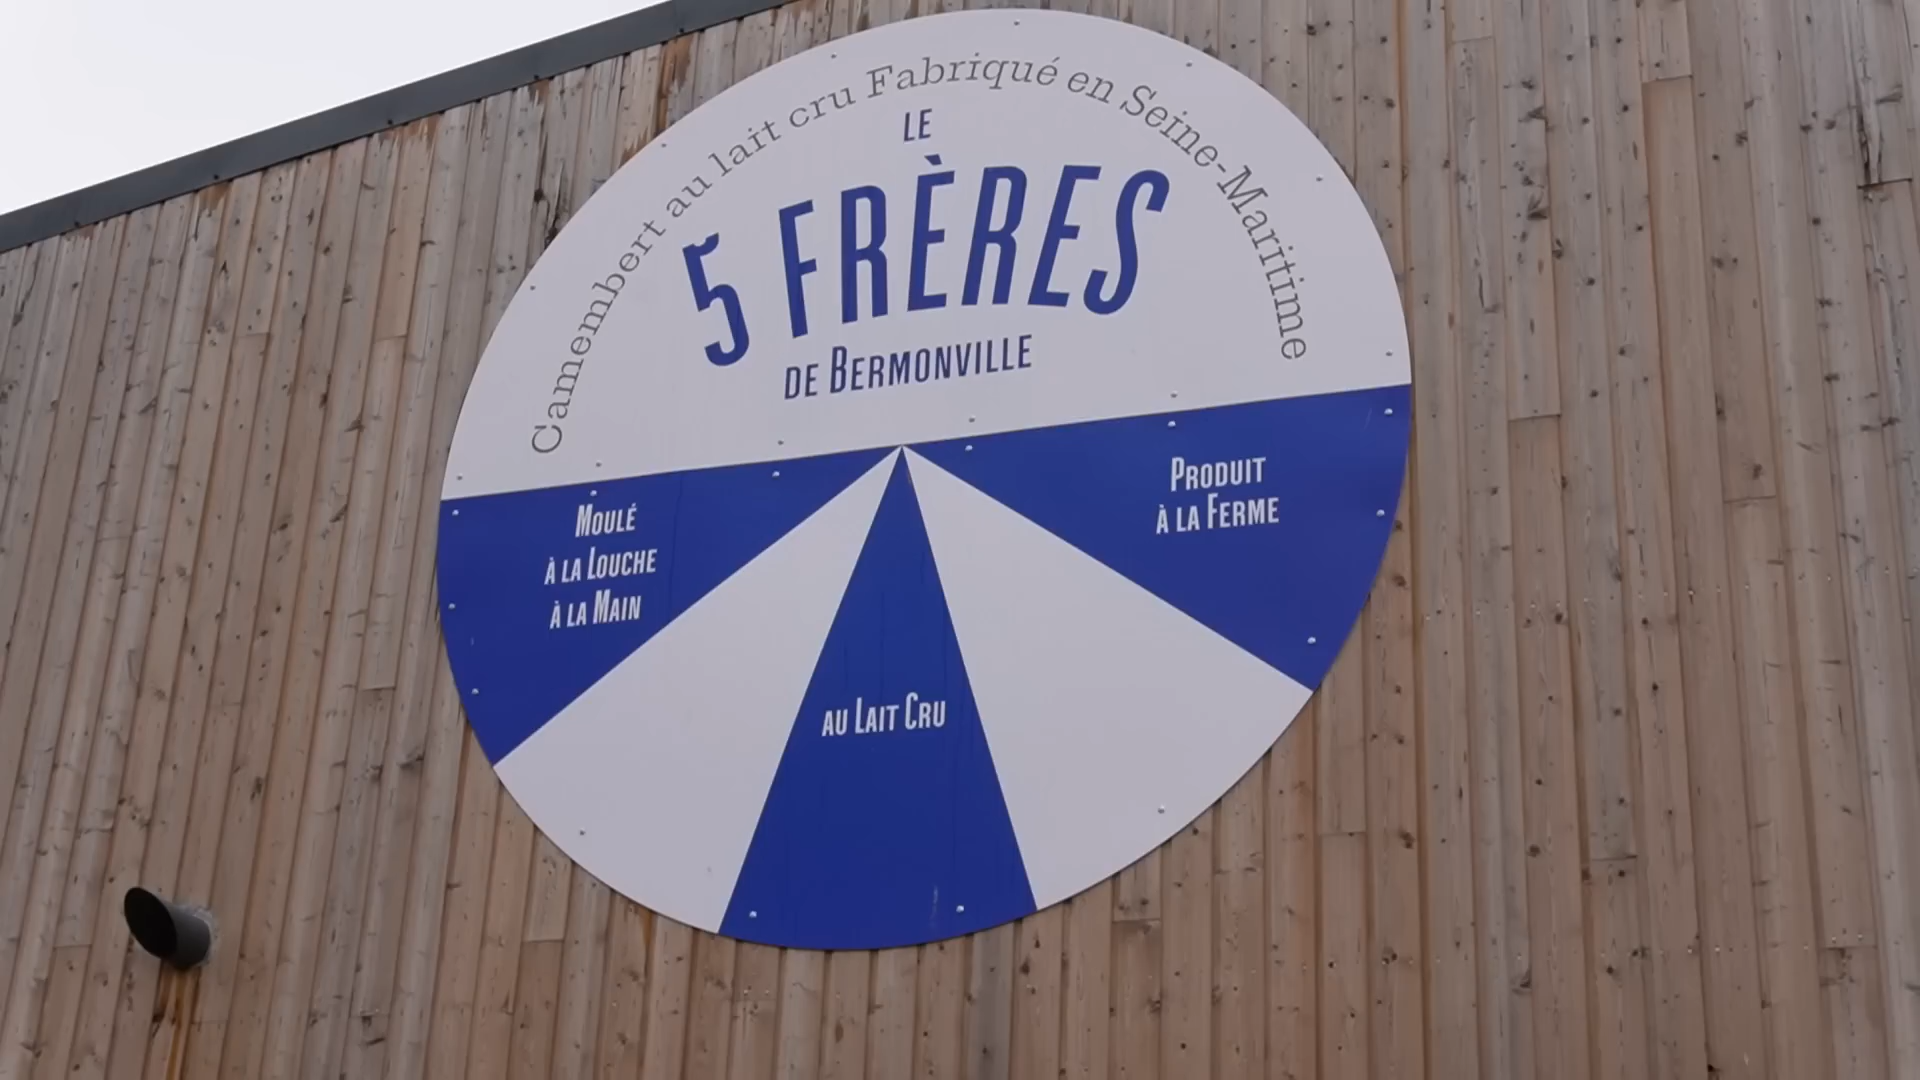 Camembert au lait cru Fabriqué en Seine-Maritime
LE
5 FRÈRES
DE BERMONVILLE
MOULÉ
À LA LOUCHE
À LA MAIN
AU LAIT CRU
PRODUIT
À LA FERME